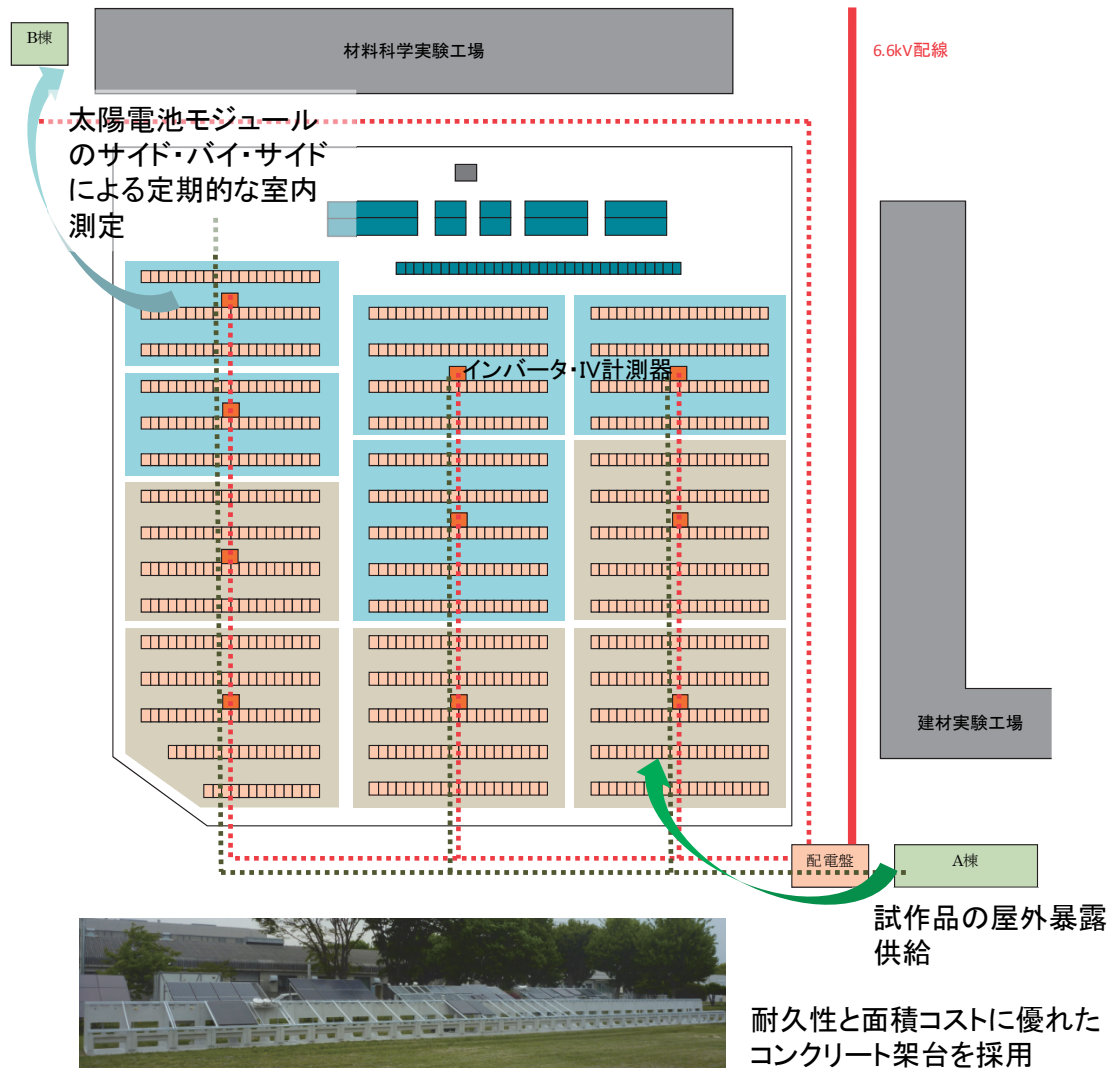 B棟
材料科学実験工場
6.6kV配線
太陽電池モジュール
のサイド・バイ・サイド
による定期的な室内
測定
インバータ・IV計測器
建材実験工場
配電盤
A棟
試作品の屋外暴露
供給
耐久性と面積コストに優れた
コンクリート架台を採用